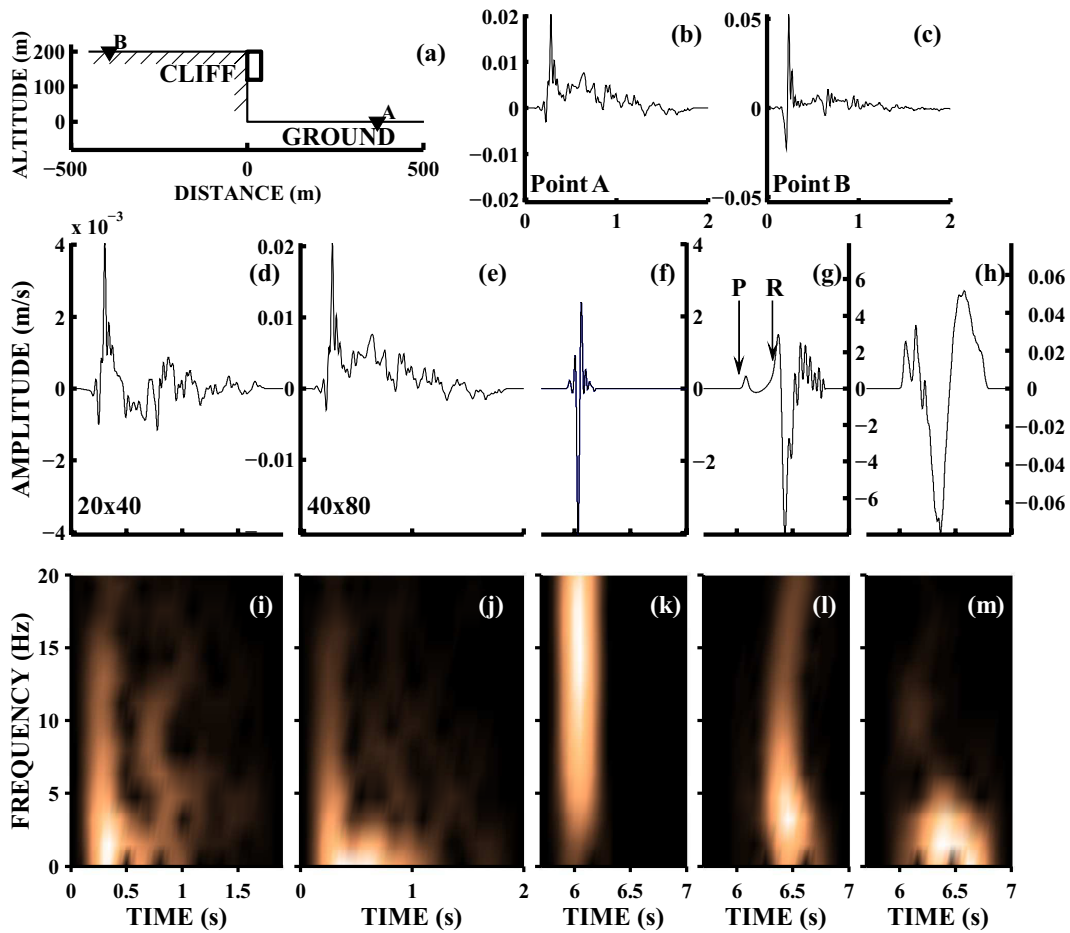 ALTITUDE (m)
200
100
0
−500
0
500
DISTANCE (m)
B
CLIFF
A
GROUND
(a)
0.02
0.01
0
−0.01
−0.02
0
1
2
Point A
(b)
0.05
0
−0.05
0
1
2
Point B
(c)
AMPLITUDE (m/s)
x 10−3
4
2
0
−2
−4
20x40
(d)
0.02
0.01
0
−0.01
40x80
(e)
(f)
4
2
0
−2
P
R
(g)
6
4
2
0
−2
−4
−6
(h)
0.06
0.04
0.02
0
−0.02
−0.04
−0.06
FREQUENCY (Hz)
20
15
10
5
0
(i)
(j)
(k)
(l)
(m)
0
0.5
1
1.5
0
1
2
6
6.5
7
6
6.5
7
6
6.5
7
TIME (s)
TIME (s)
TIME (s)
TIME (s)
TIME (s)